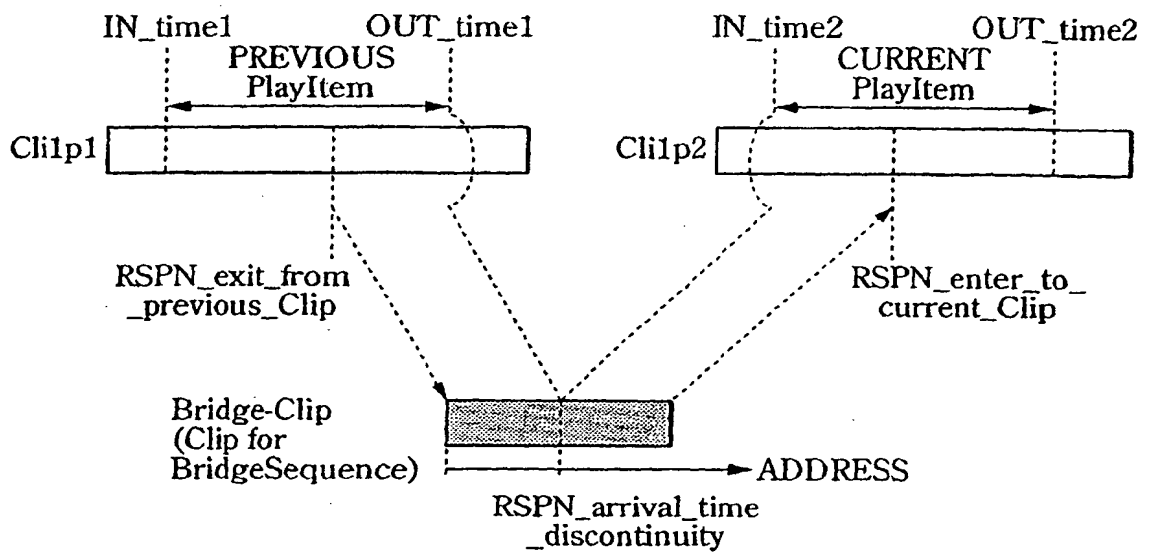 IN_time1
OUT_time1
IN_time2
OUT_time2
PREVIOUS
PlayItem
CURRENT
PlayItem
Cli1p1
Cli1p2
RSPN_exit_from
_previous_Clip
RSPN_enter_to_
current_Clip
Bridge-Clip
(Clip for
BridgeSequence)
ADDRESS
RSPN_arrival_time
_discontinuity